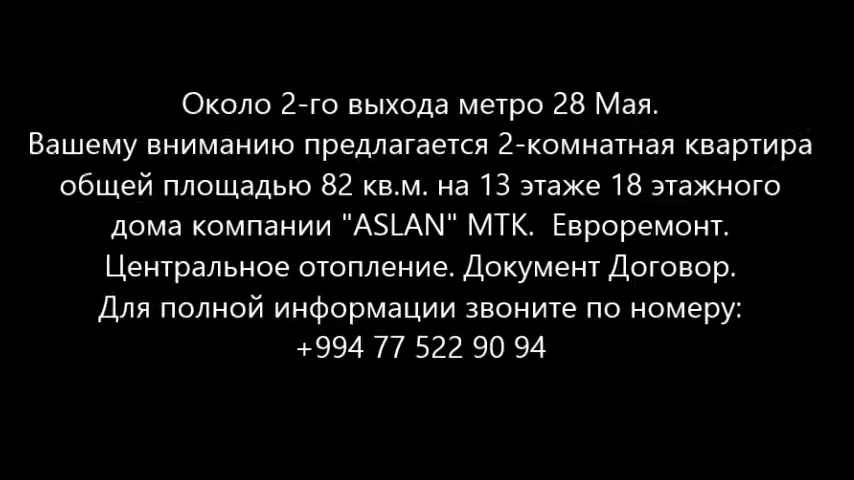 Около 2-го выхода метро 28 Мая.
Вашему вниманию предлагается 2-комнатная квартира
общей площадью 82 кв.м. на 13 этаже 18 этажного
дома компании "ASLAN" МТК.  Евроремонт.
Центральное отопление. Документ Договор.
Для полной информации звоните по номеру:
+994 77 522 90 94